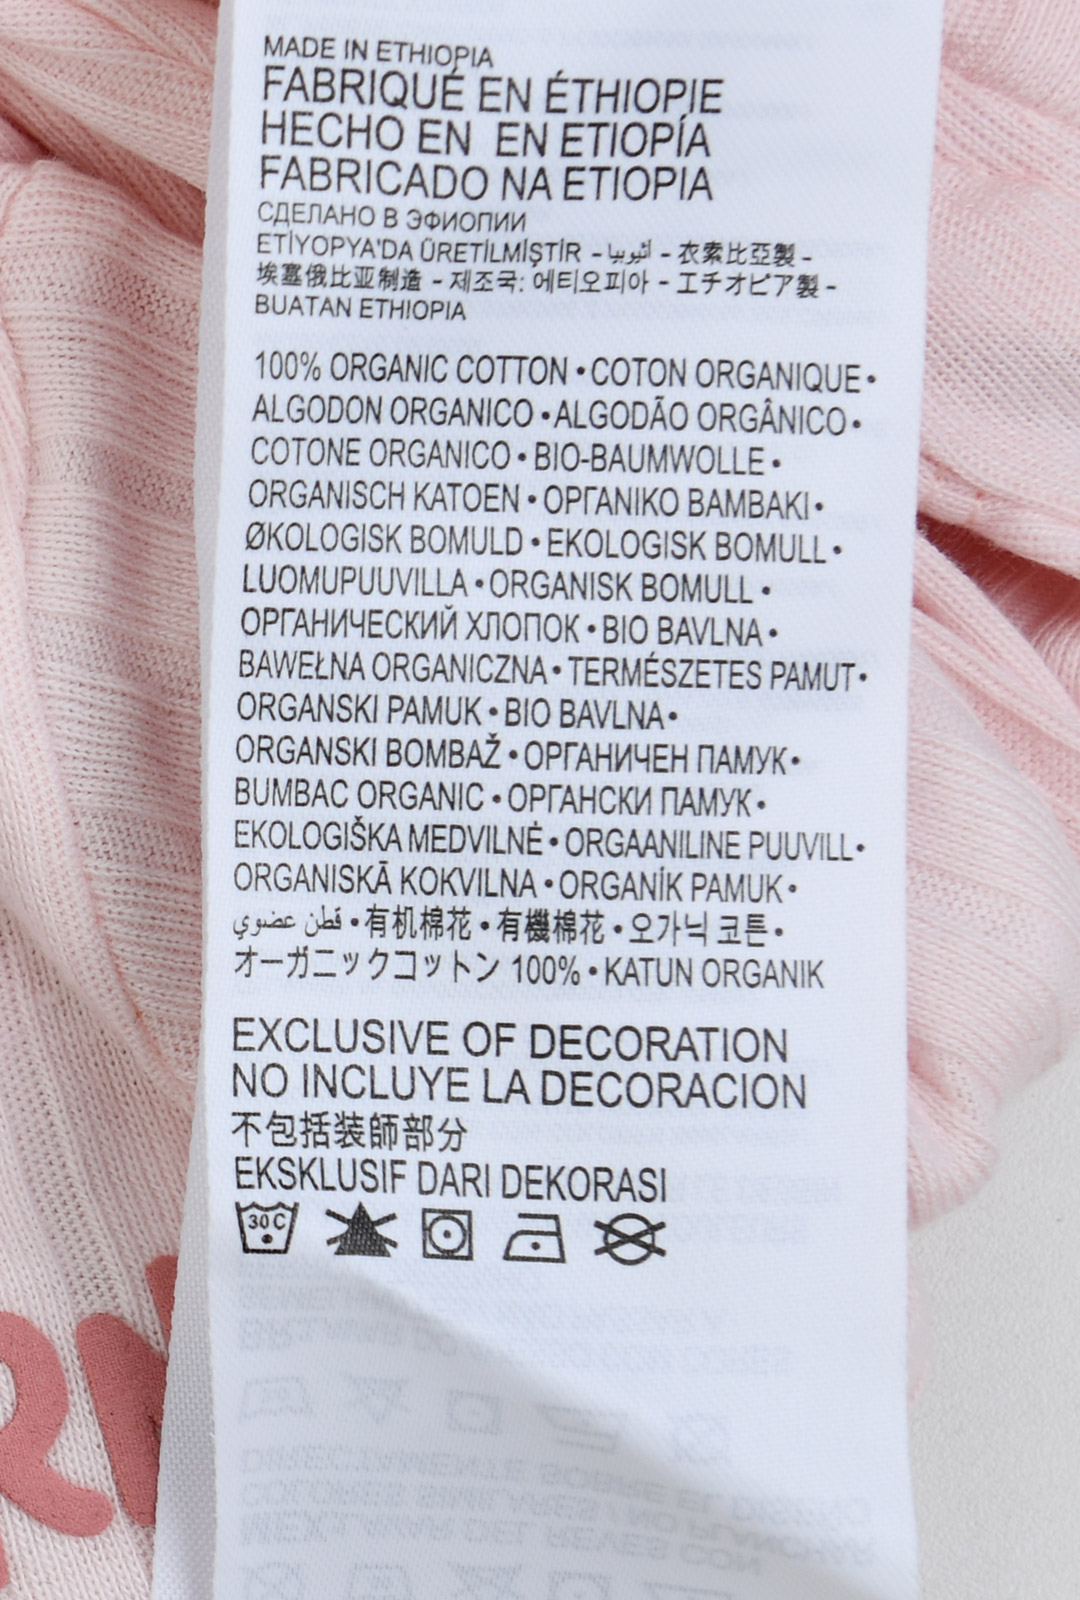 MADE IN ETHIOPIA
FABRIQUÉ EN ÉTHIOPIE
HECHO EN EN ETIOPÍA
FABRICADO NA ETIOPIA
СДЕЛАНО В ЭФИОПИИ
ETİYOPYA'DA ÜRETİLMİŞTİR - أثيوبيا - 衣索比亞製 -
埃塞俄比亚制造 - 제조국: 에티오피아 - エチオピア製 -
BUATAN ETHIOPIA
100% ORGANIC COTTON • COTON ORGANIQUE •
ALGODON ORGANICO • ALGODÃO ORGÂNICO •
COTONE ORGANICO • BIO-BAUMWOLLE •
ORGANISCH KATOEN • ΟΡΓΑΝΙΚΟ ΒΑΜΒΑΚΙ •
ØKOLOGISK BOMULD • EKOLOGISK BOMULL •
LUOMUPUUVILLA • ORGANISK BOMULL •
ОРГАНИЧЕСКИЙ ХЛОПОК • BIO BAVLNA •
BAWEŁNA ORGANICZNA • TERMÉSZETES PAMUT •
ORGANSKI PAMUK • BIO BAVLNA •
ORGANSKI BOMBAŽ • ОРГАНИЧЕН ПАМУК •
BUMBAC ORGANIC • ОРГАНСКИ ПАМУК •
EKOLOGIŠKA MEDVILNĖ • ORGAANILINE PUUVILL •
ORGANISKĀ KOKVILNA • ORGANİK PAMUK •
قطن عضوي • 有机棉花 • 有機棉花 • 오가닉 코튼 •
オーガニックコットン 100% • KATUN ORGANIK
EXCLUSIVE OF DECORATION
NO INCLUYE LA DECORACION
不包括装師部分
EKSKLUSIF DARI DEKORASI
30 C